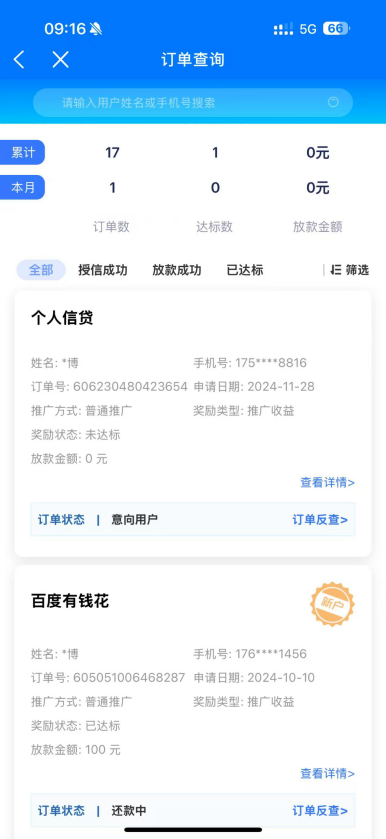 09:16 5G 66
订单查询
请输入用户姓名或手机号搜索
累计 17 1 0元
本月 1 0 0元
订单数 达标数 放款金额
全部 授信成功 放款成功 已达标 筛选
个人信贷
姓名: *博 手机号: 175****8816
订单号: 606230480423654 申请日期: 2024-11-28
推广方式: 普通推广 奖励类型: 推广收益
奖励状态: 未达标
放款金额: 0 元
查看详情>
订单状态 | 意向用户 订单反查>
百度有钱花 新户
姓名: *博 手机号: 176****1456
订单号: 605051006468287 申请日期: 2024-10-10
推广方式: 普通推广 奖励类型: 推广收益
奖励状态: 已达标
放款金额: 100 元
查看详情>
订单状态 | 还款中 订单反查>